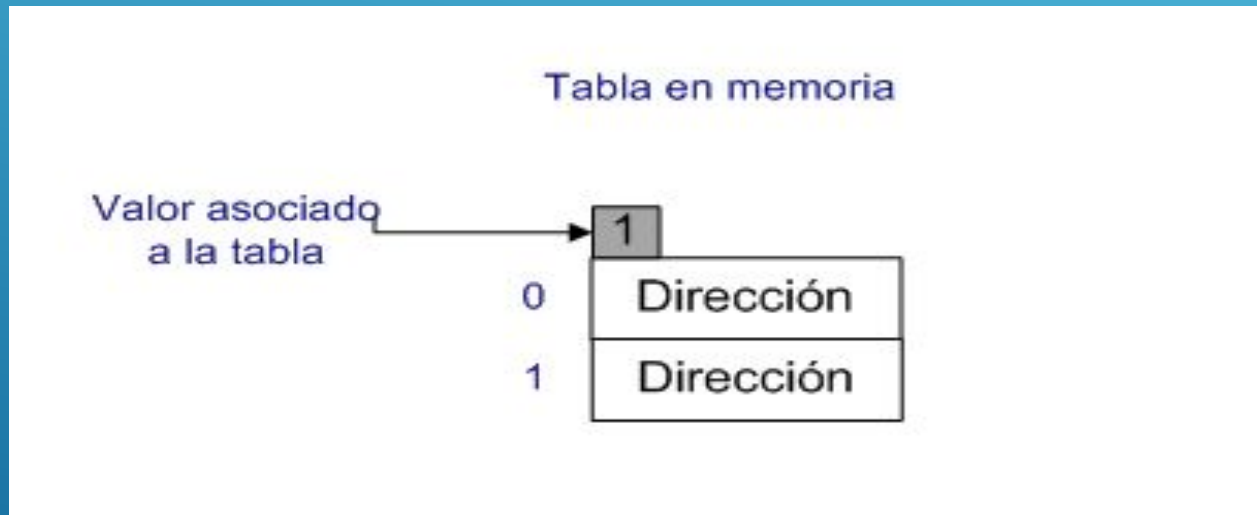 Tabla en memoria
Valor asociado
a la tabla
1
0
Dirección
1
Dirección